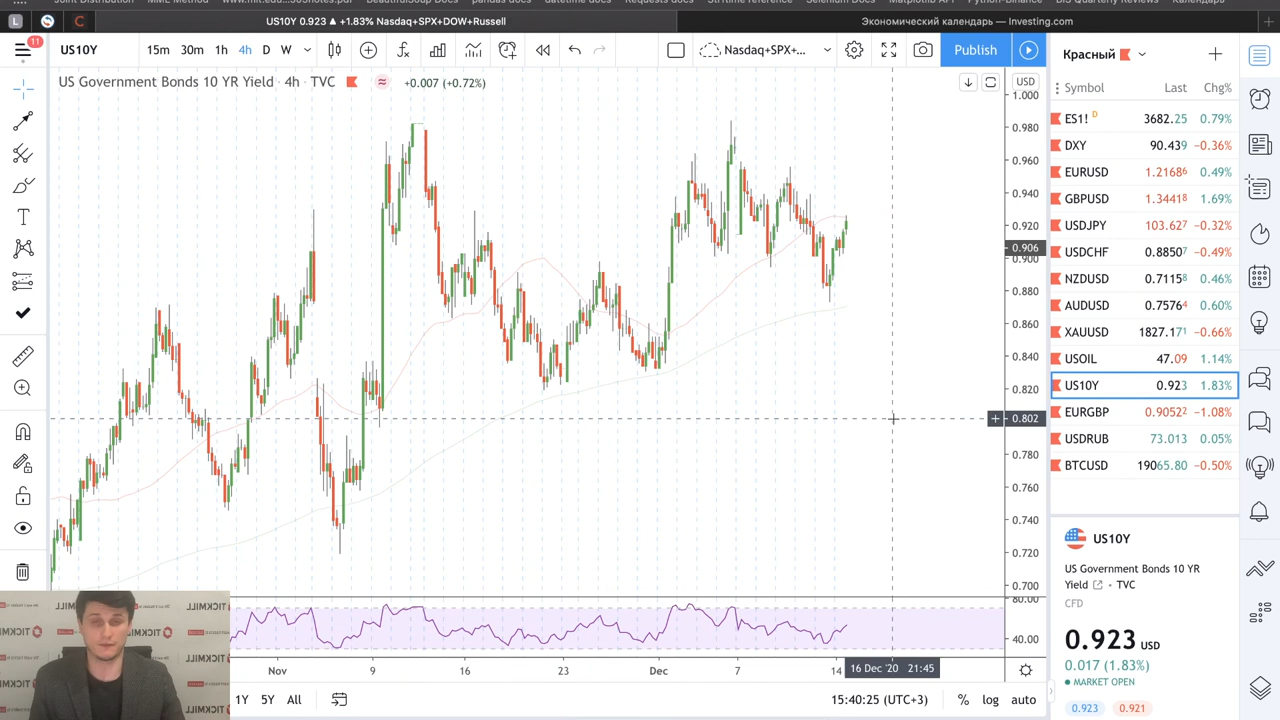 US10Y 0.923 ▲ +1.83% Nasdaq+SPX+DOW+Russell
Экономический календарь — Investing.com
11
US10Y 15m 30m 1h 4h D W Nasdaq+SPX+... Publish
US Government Bonds 10 YR Yield · 4h · TVC +0.007 (+0.72%)
USD
1.000
0.980
0.960
0.940
0.920
0.906
0.900
0.880
0.860
0.840
0.820
0.802
0.780
0.760
0.740
0.720
0.700
80.00
40.00
Nov 9 16 23 Dec 7 14 16 Dec '20 21:45
1Y 5Y All 15:40:25 (UTC+3) % log auto
Красный
Symbol Last Chg%
ES1! D 3682.25 0.79%
DXY 90.439 −0.36%
EURUSD 1.21686 0.49%
GBPUSD 1.34418 1.69%
USDJPY 103.627 −0.32%
USDCHF 0.88507 −0.49%
NZDUSD 0.71158 0.46%
AUDUSD 0.75764 0.60%
XAUUSD 1827.171 −0.66%
USOIL 47.09 1.14%
US10Y 0.923 1.83%
EURGBP 0.90522 −1.08%
USDRUB 73.013 0.05%
BTCUSD 19065.80 −0.50%
US10Y
US Government Bonds 10 YR
Yield · TVC
CFD
0.923 USD
0.017 (1.83%)
MARKET OPEN
0.923 0.921
TICKMILL
TICKMILL